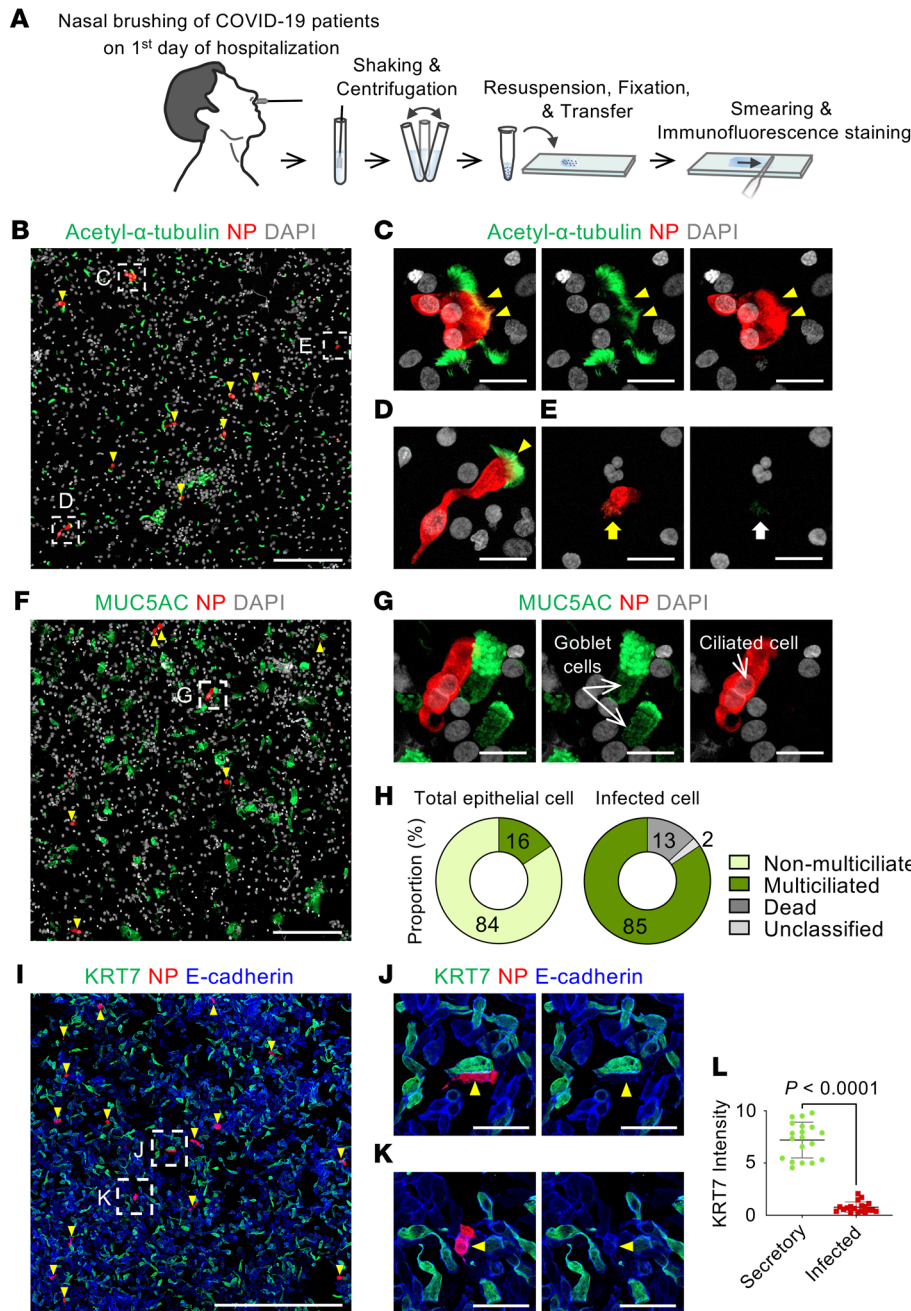 A
Nasal brushing of COVID-19 patients
on 1st day of hospitalization
Shaking &
Centrifugation
Resuspension, Fixation,
& Transfer
Smearing &
Immunofluorescence staining
B
Acetyl-α-tubulin NP DAPI
C
E
D
C
Acetyl-α-tubulin NP DAPI
D
E
F
MUC5AC NP DAPI
G
G
MUC5AC NP DAPI
Goblet
cells
Ciliated cell
H
Total epithelial cell
Infected cell
Proportion (%)
16
84
13
2
85
Non-multiciliate
Multiciliated
Dead
Unclassified
I
KRT7 NP E-cadherin
J
K
J
KRT7 NP E-cadherin
K
L
P < 0.0001
KRT7 Intensity
10
5
0
Secretory
Infected